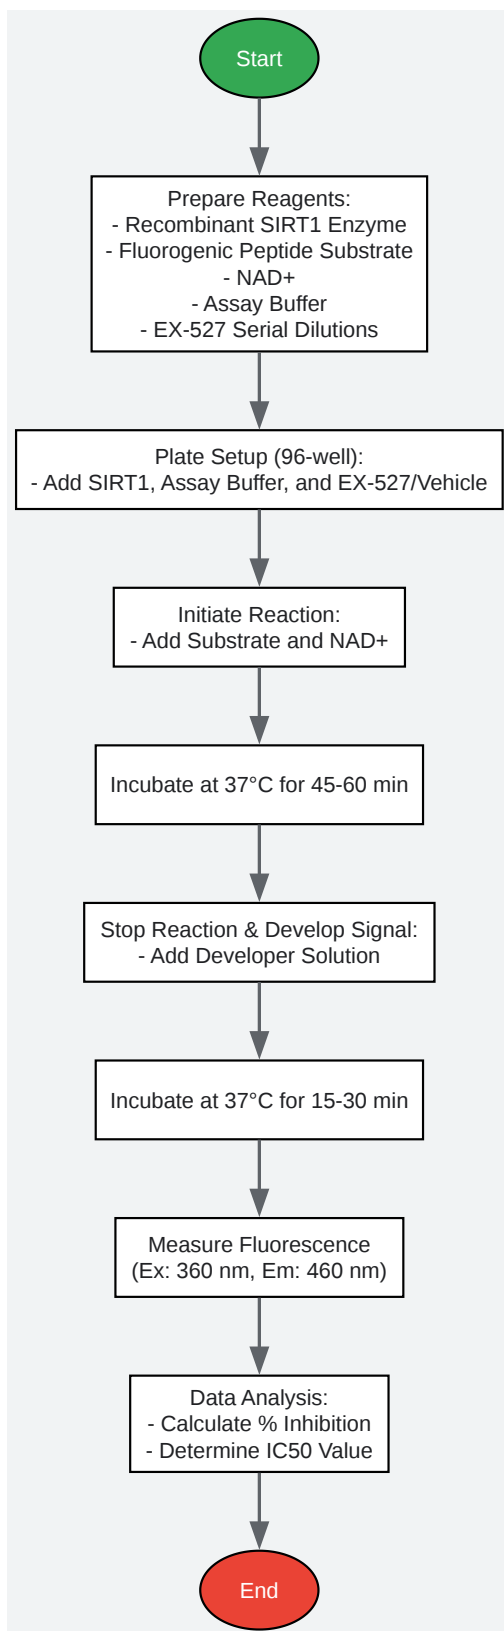 Start
Prepare Reagents:
- Recombinant SIRT1 Enzyme
- Fluorogenic Peptide Substrate
- NAD+
- Assay Buffer
- EX-527 Serial Dilutions
Plate Setup (96-well):
- Add SIRT1, Assay Buffer, and EX-527/Vehicle
Initiate Reaction:
- Add Substrate and NAD+
Incubate at 37°C for 45-60 min
Stop Reaction & Develop Signal:
- Add Developer Solution
Incubate at 37°C for 15-30 min
Measure Fluorescence
(Ex: 360 nm, Em: 460 nm)
Data Analysis:
- Calculate % Inhibition
- Determine IC50 Value
End